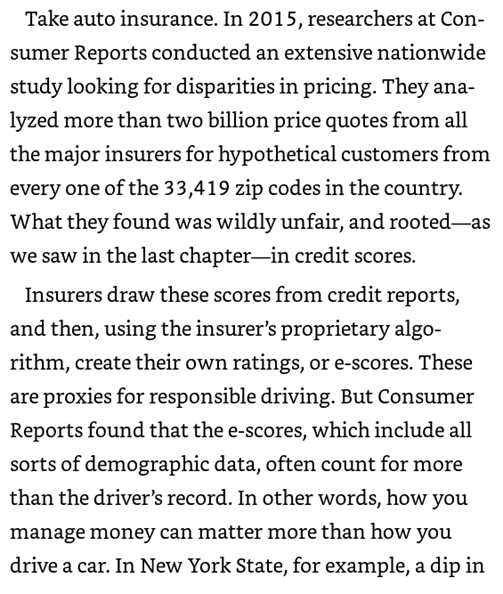 Take auto insurance. In 2015, researchers at Con-
sumer Reports conducted an extensive nationwide
study looking for disparities in pricing. They ana-
lyzed more than two billion price quotes from all
the major insurers for hypothetical customers from
every one of the 33,419 zip codes in the country.
What they found was wildly unfair, and rooted—as
we saw in the last chapter—in credit scores.
Insurers draw these scores from credit reports,
and then, using the insurer’s proprietary algo-
rithm, create their own ratings, or e-scores. These
are proxies for responsible driving. But Consumer
Reports found that the e-scores, which include all
sorts of demographic data, often count for more
than the driver’s record. In other words, how you
manage money can matter more than how you
drive a car. In New York State, for example, a dip in